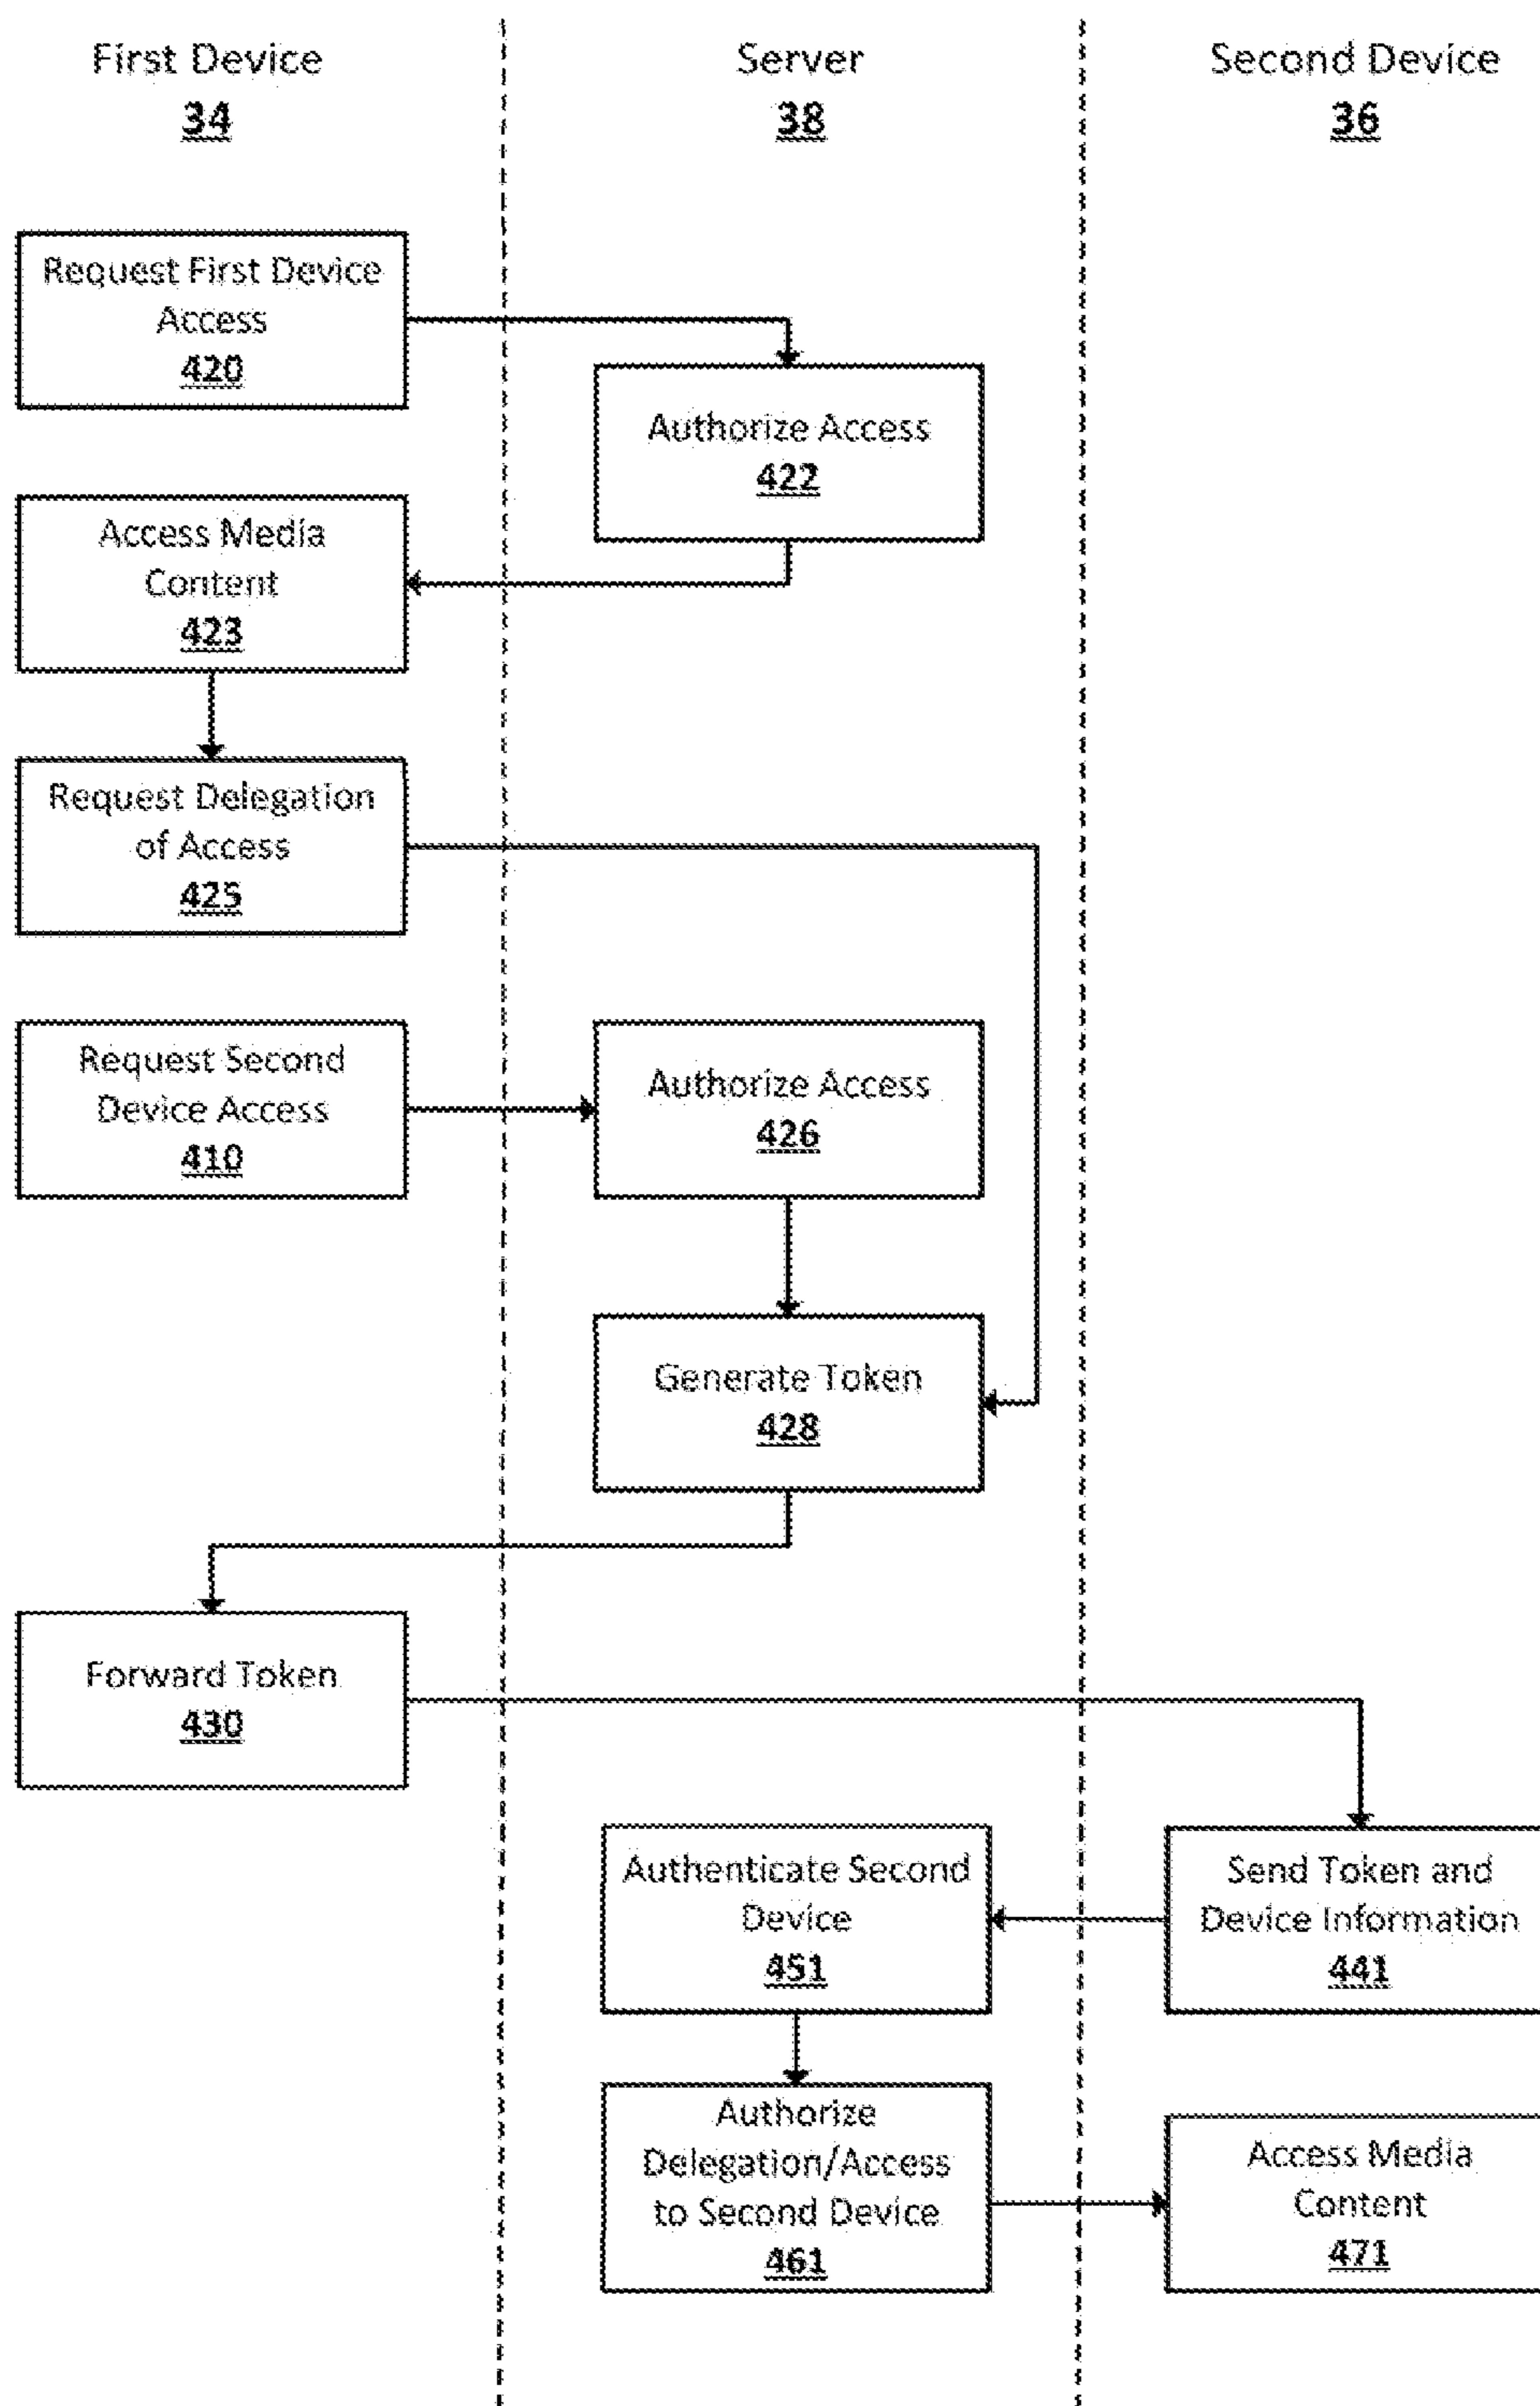 First Device
34
Server
38
Second Device
36
Request First Device
Access
420
Authorize Access
422
Access Media
Content
423
Request Delegation
of Access
425
Request Second
Device Access
410
Authorize Access
426
Generate Token
428
Forward Token
430
Authenticate Second
Device
451
Send Token and
Device Information
441
Authorize
Delegation/Access
to Second Device
461
Access Media
Content
471